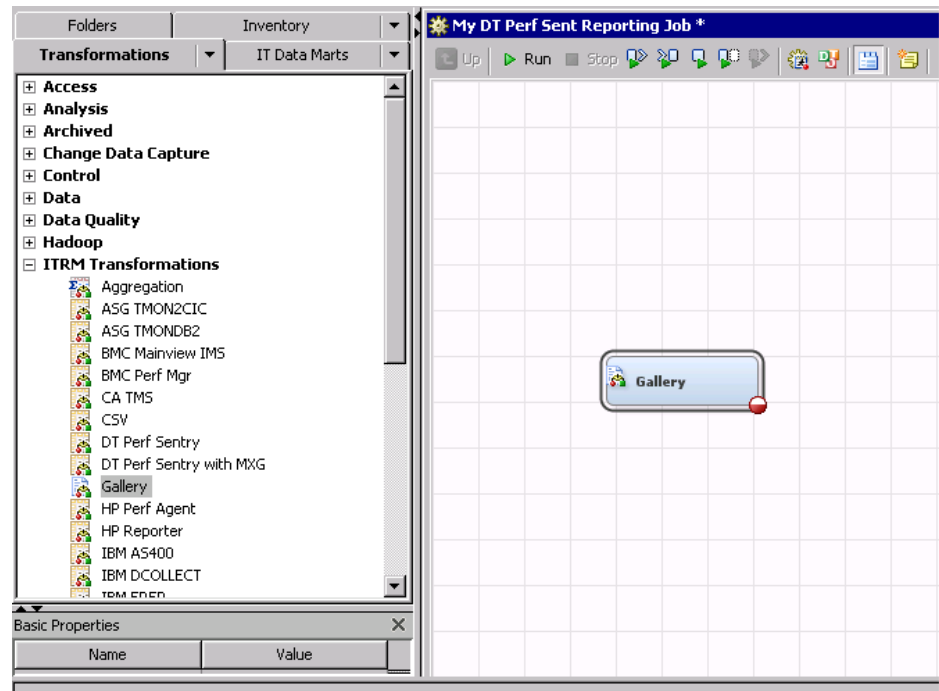 Folders
Inventory
Transformations
IT Data Marts
Access
Analysis
Archived
Change Data Capture
Control
Data
Data Quality
Hadoop
ITRM Transformations
Aggregation
ASG TMON2CIC
ASG TMONDB2
BMC Mainview IMS
BMC Perf Mgr
CA TMS
CSV
DT Perf Sentry
DT Perf Sentry with MXG
Gallery
HP Perf Agent
HP Reporter
IBM AS400
IBM DCOLLECT
Basic Properties
Name
Value
My DT Perf Sent Reporting Job *
Up
Run
Stop
Gallery